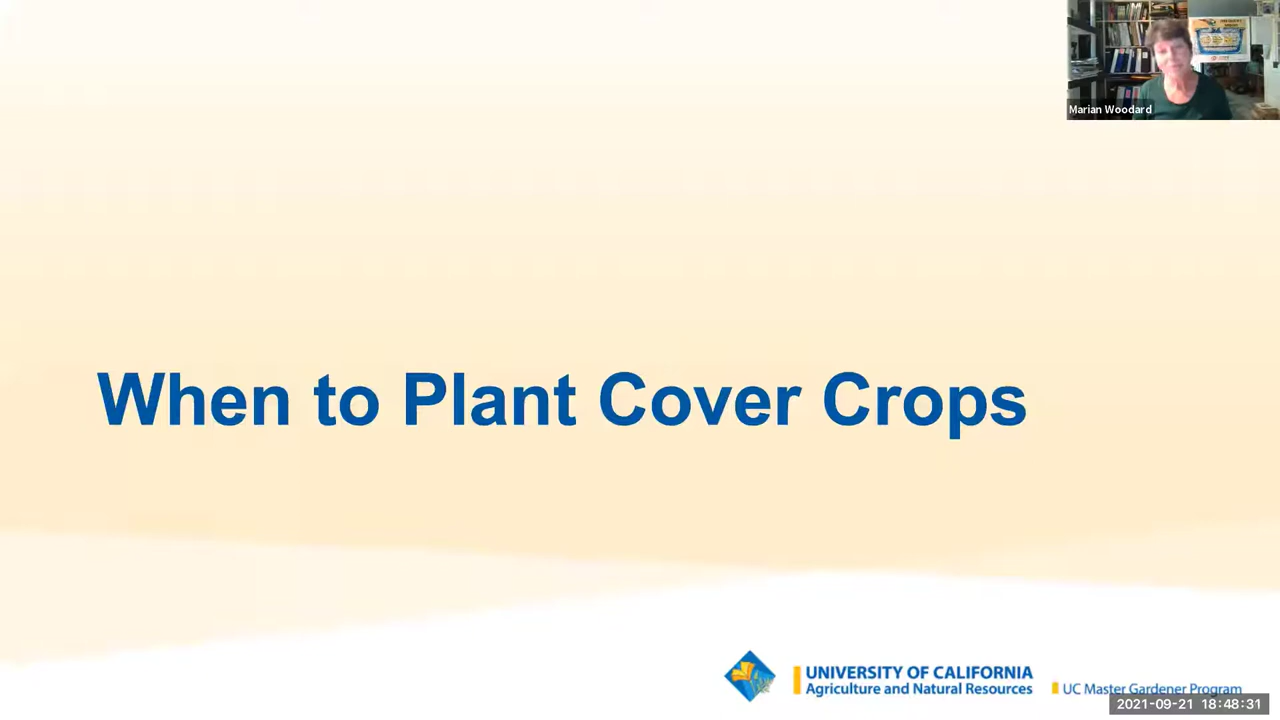 Marian Woodard
When to Plant Cover Crops
UNIVERSITY OF CALIFORNIA
Agriculture and Natural Resources
UC Master Gardener Program
2021-09-21 18:48:31